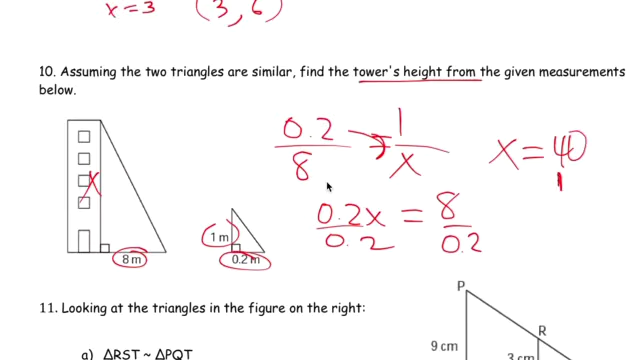 x = 3 (3, 6)
10. Assuming the two triangles are similar, find the tower's height from the given measurements
below.
0.2 / 8 = 1 / x
x = 40
X
1 m
8 m
0.2 m
0.2x / 0.2 = 8 / 0.2
11. Looking at the triangles in the figure on the right:
P
R
9 cm
3 cm
a) ΔRST ~ ΔPQT